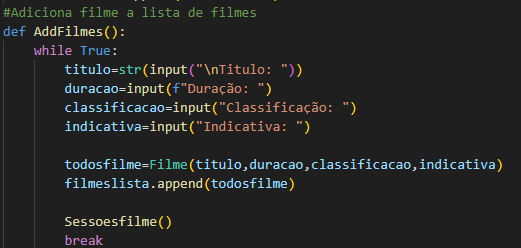 #Adiciona filme a lista de filmes
def AddFilmes():
    while True:
        titulo=str(input("\nTitulo: "))
        duracao=input(f"Duração: ")
        classificacao=input("Classificação: ")
        indicativa=input("Indicativa: ")

        todosfilme=Filme(titulo,duracao,classificacao,indicativa)
        filmeslista.append(todosfilme)

        Sessoesfilme()
        break